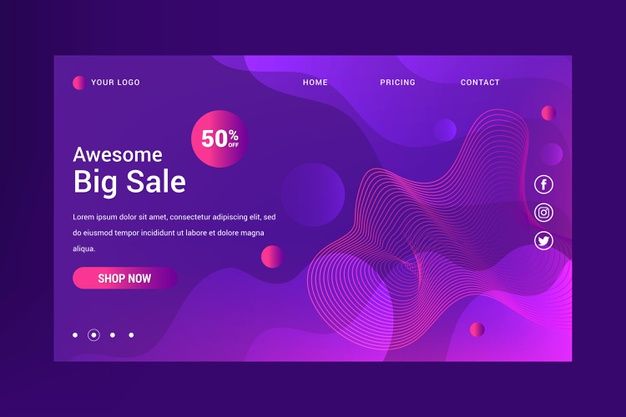 YOUR LOGO
HOME
PRICING
CONTACT
50% OFF
Awesome
Big Sale
Lorem ipsum dolor sit amet, consectetur adipiscing elit,
sed do eiusmod tempor incididunt ut labore et dolore magna
aliqua.
SHOP NOW